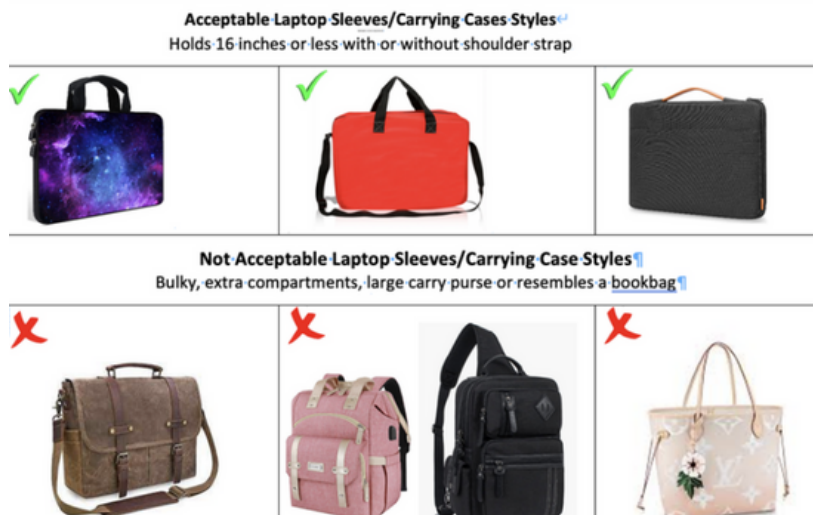 Acceptable Laptop Sleeves/Carrying Cases Styles
Holds 16 inches or less with or without shoulder strap
Not Acceptable Laptop Sleeves/Carrying Case Styles
Bulky, extra compartments, large carry purse or resembles a bookbag